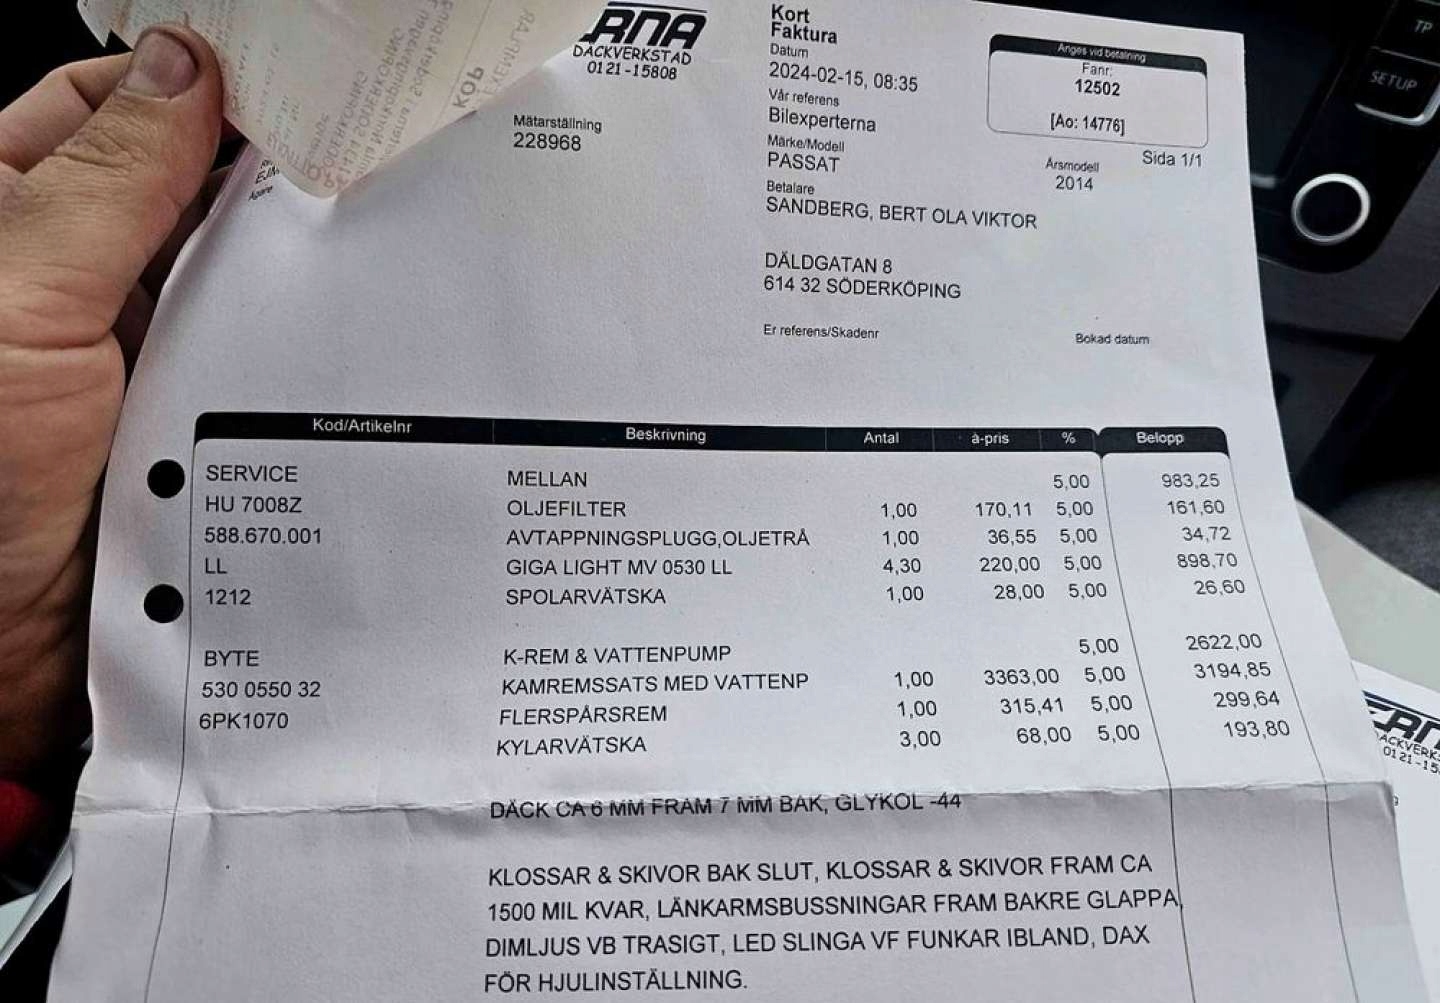 RNA
DÄCKVERKSTAD
0121-15808
Kort
Faktura
Datum
2024-02-15, 08:35
Vår referens
Bilexperterna
Märke/Modell
PASSAT
Årsmodell
2014
Anges vid betalning
Fanr:
12502
[Ao: 14776]
Sida 1/1
Mätarställning
228968
Ägare
Betalare
SANDBERG, BERT OLA VIKTOR
DÄLDGATAN 8
614 32 SÖDERKÖPING
Er referens/Skadenr
Bokad datum
Kod/Artikelnr Beskrivning Antal à-pris % Belopp
SERVICE MELLAN 5,00 983,25
HU 7008Z OLJEFILTER 1,00 170,11 5,00 161,60
588.670.001 AVTAPPNINGSPLUGG,OLJETRÅ 1,00 36,55 5,00 34,72
LL GIGA LIGHT MV 0530 LL 4,30 220,00 5,00 898,70
1212 SPOLARVÄTSKA 1,00 28,00 5,00 26,60
BYTE K-REM & VATTENPUMP 5,00 2622,00
530 0550 32 KAMREMSSATS MED VATTENP 1,00 3363,00 5,00 3194,85
6PK1070 FLERSPÅRSREM 1,00 315,41 5,00 299,64
KYLARVÄTSKA 3,00 68,00 5,00 193,80
DÄCK CA 6 MM FRAM 7 MM BAK, GLYKOL -44
KLOSSAR & SKIVOR BAK SLUT, KLOSSAR & SKIVOR FRAM CA
1500 MIL KVAR, LÄNKARMSBUSSNINGAR FRAM BAKRE GLAPPA,
DIMLJUS VB TRASIGT, LED SLINGA VF FUNKAR IBLAND, DAX
FÖR HJULINSTÄLLNING.
TP
SETUP